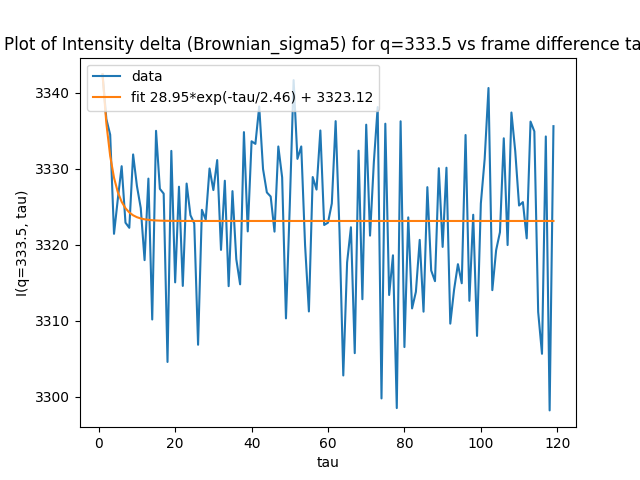 Plot of Intensity delta (Brownian_sigma5) for q=333.5 vs frame difference ta
data
fit 28.95*exp(-tau/2.46) + 3323.12
I(q=333.5, tau)
3340
3330
3320
3310
3300
0 20 40 60 80 100 120
tau